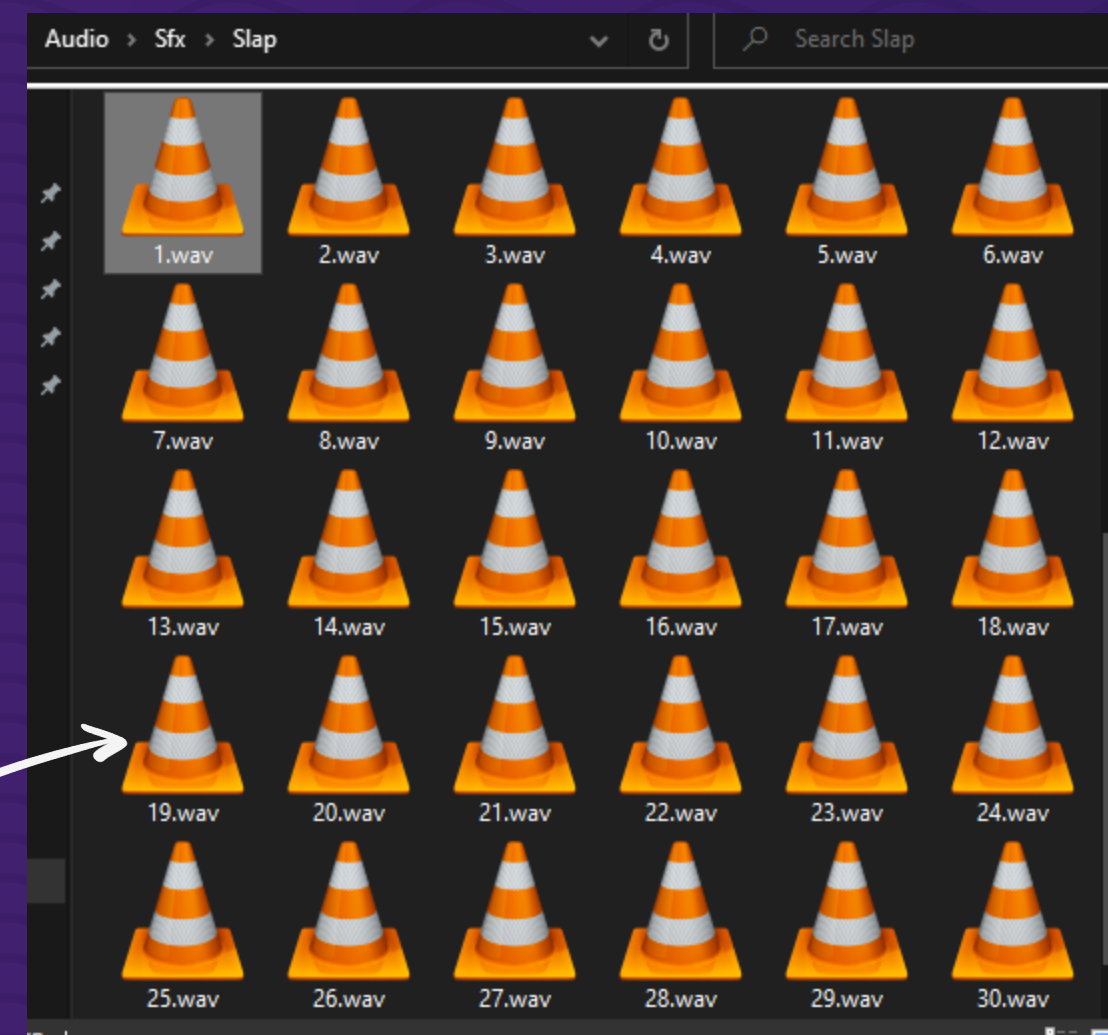 Audio > Sfx > Slap Search Slap
1.wav 2.wav 3.wav 4.wav 5.wav 6.wav
7.wav 8.wav 9.wav 10.wav 11.wav 12.wav
13.wav 14.wav 15.wav 16.wav 17.wav 18.wav
19.wav 20.wav 21.wav 22.wav 23.wav 24.wav
25.wav 26.wav 27.wav 28.wav 29.wav 30.wav